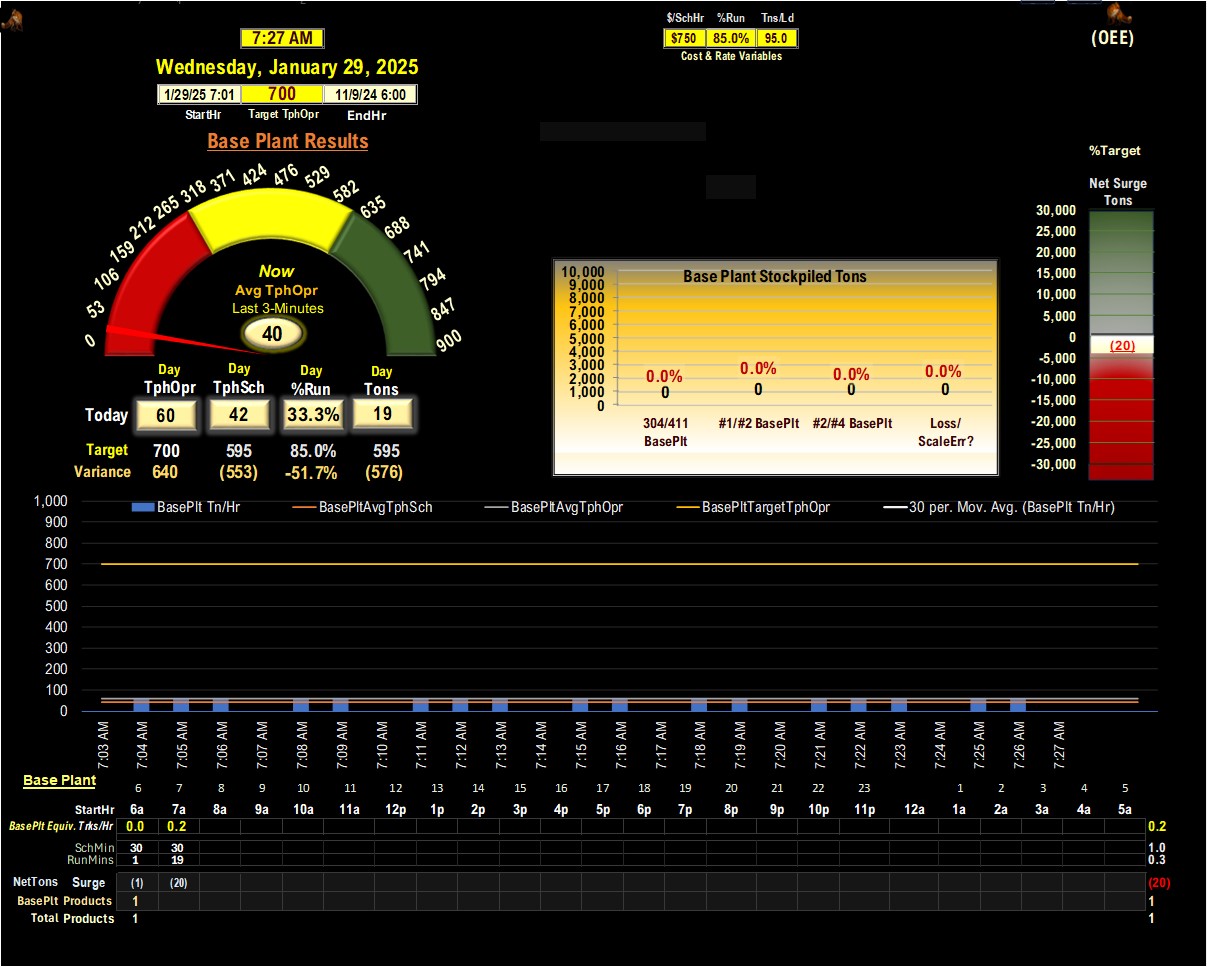 $/SchHr %Run Tns/Ld
7:27 AM
$750 85.0% 95.0
(OEE)
Cost & Rate Variables
Wednesday, January 29, 2025
1/29/25 7:01 700 11/9/24 6:00
StartHr Target TphOpr EndHr
Base Plant Results
0 53 106 159 212 265 318 371 424 476 529 582 635 688 741 794 847 900
Now
Avg TphOpr
Last 3-Minutes
40
Day Day Day Day
TphOpr TphSch %Run Tons
Today 60 42 33.3% 19
Target 700 595 85.0% 595
Variance 640 (553) -51.7% (576)
Base Plant Stockpiled Tons
10,000
9,000
8,000
7,000
6,000
5,000
4,000
3,000
2,000
1,000
0
0.0% 0.0% 0.0% 0.0%
0 0 0 0
304/411 BasePlt #1/#2 BasePlt #2/#4 BasePlt Loss/ ScaleErr?
%Target
Net Surge
Tons
30,000
25,000
20,000
15,000
10,000
5,000
0
(20)
-5,000
-10,000
-15,000
-20,000
-25,000
-30,000
BasePlt Tn/Hr BasePltAvgTphSch BasePltAvgTphOpr BasePltTargetTphOpr 30 per. Mov. Avg. (BasePlt Tn/Hr)
1,000
900
800
700
600
500
400
300
200
100
0
7:03 AM 7:04 AM 7:05 AM 7:06 AM 7:07 AM 7:08 AM 7:09 AM 7:10 AM 7:11 AM 7:12 AM 7:13 AM 7:14 AM 7:15 AM 7:16 AM 7:17 AM 7:18 AM 7:19 AM 7:20 AM 7:21 AM 7:22 AM 7:23 AM 7:24 AM 7:25 AM 7:26 AM 7:27 AM
Base Plant
6 7 8 9 10 11 12 12 13 14 15 16 17 18 19 20 21 22 23 1 2 3 4 5
StartHr 6a 7a 8a 9a 10a 11a 12p 1p 2p 3p 4p 5p 6p 7p 8p 9p 10p 11p 12a 1a 2a 3a 4a 5a
BasePlt Equiv. Trks/Hr 0.0 0.2 0.2
SchMin 30 30 1.0
RunMins 1 19 0.3
NetTons Surge (1) (20) (20)
BasePlt Products 1 1
Total Products 1 1